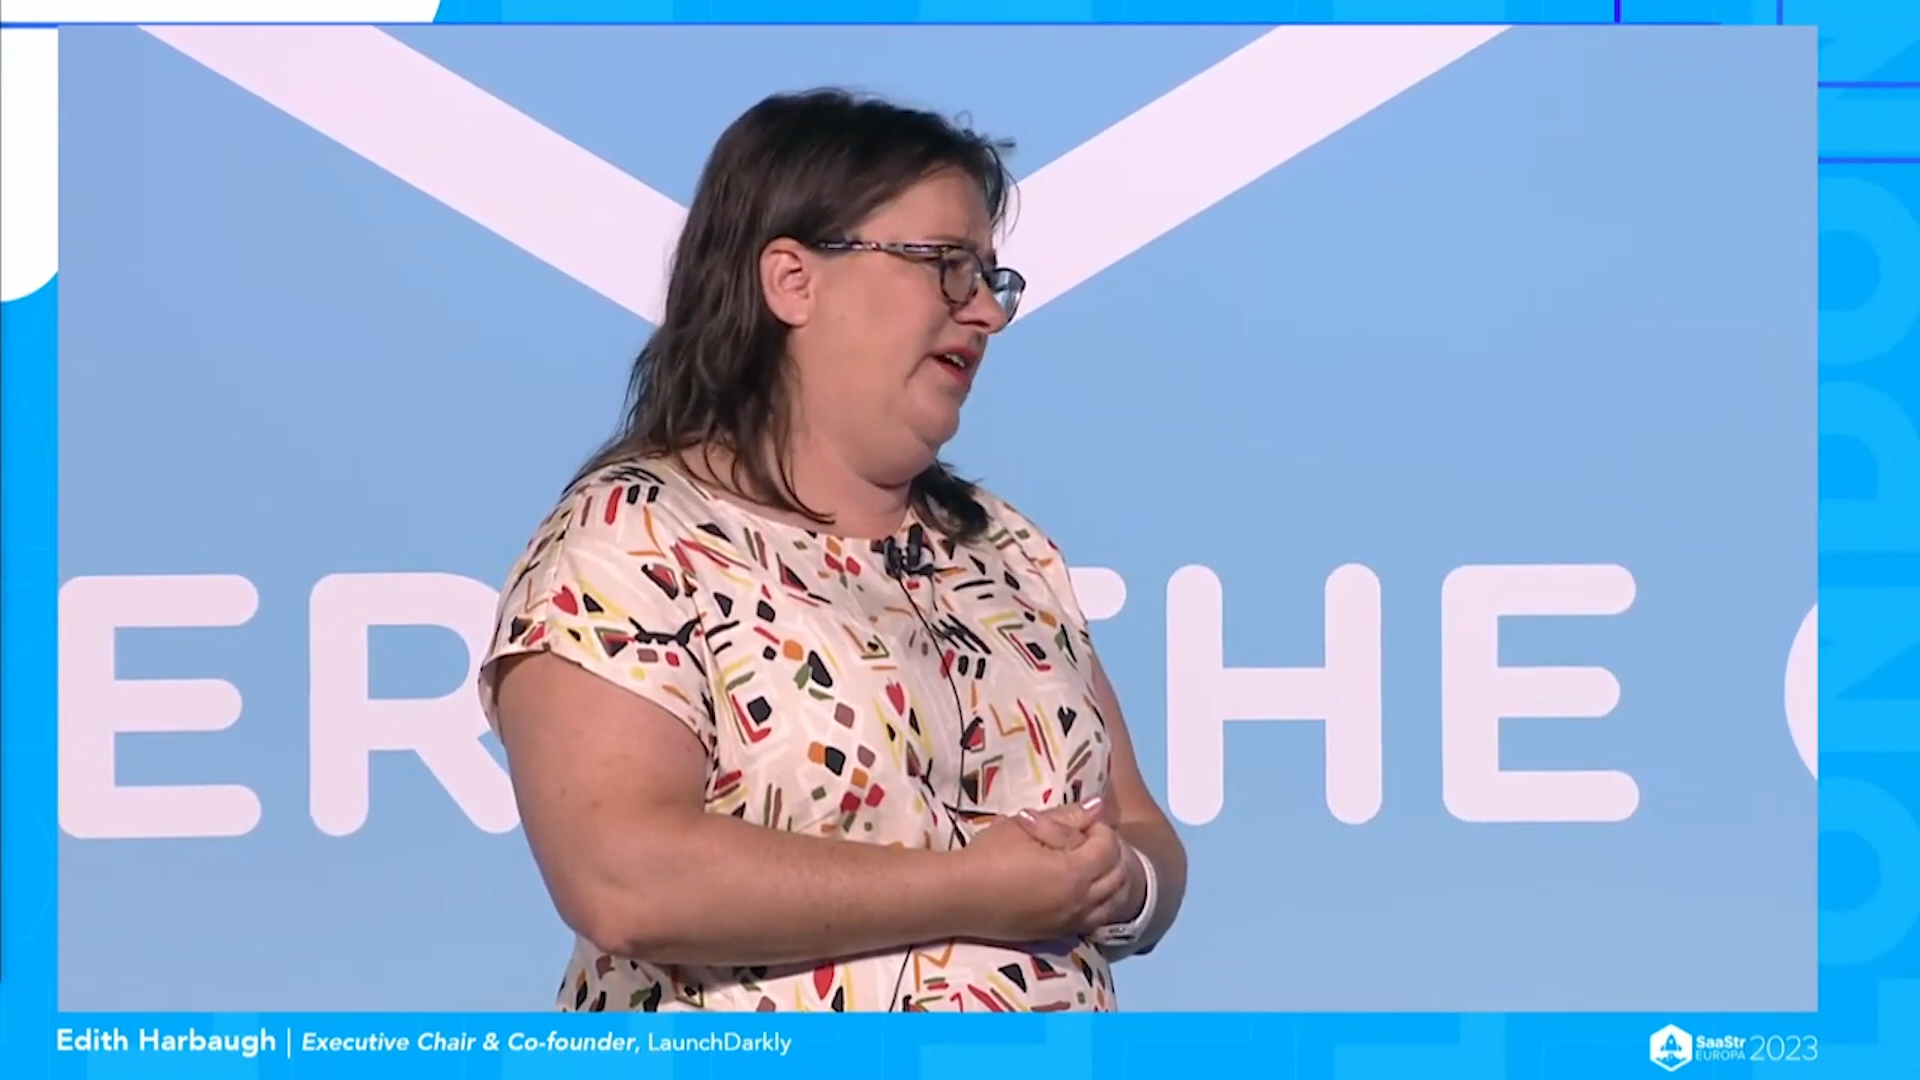 ER THE
Edith Harbaugh | Executive Chair & Co-founder, LaunchDarkly
SaaStr
EUROPA 2023